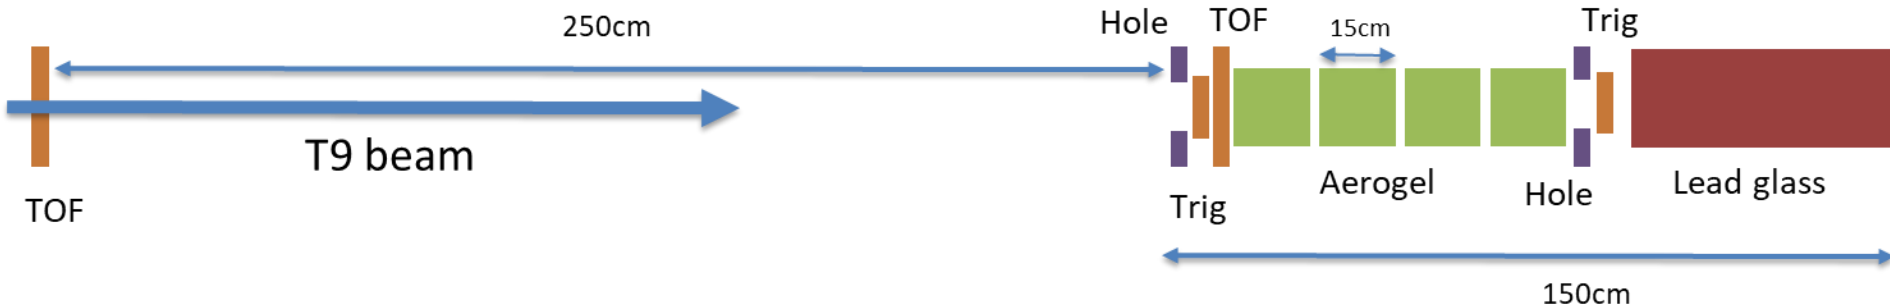 250cm
Hole
TOF
15cm
Trig
T9 beam
TOF
Trig
Aerogel
Hole
Lead glass
150cm